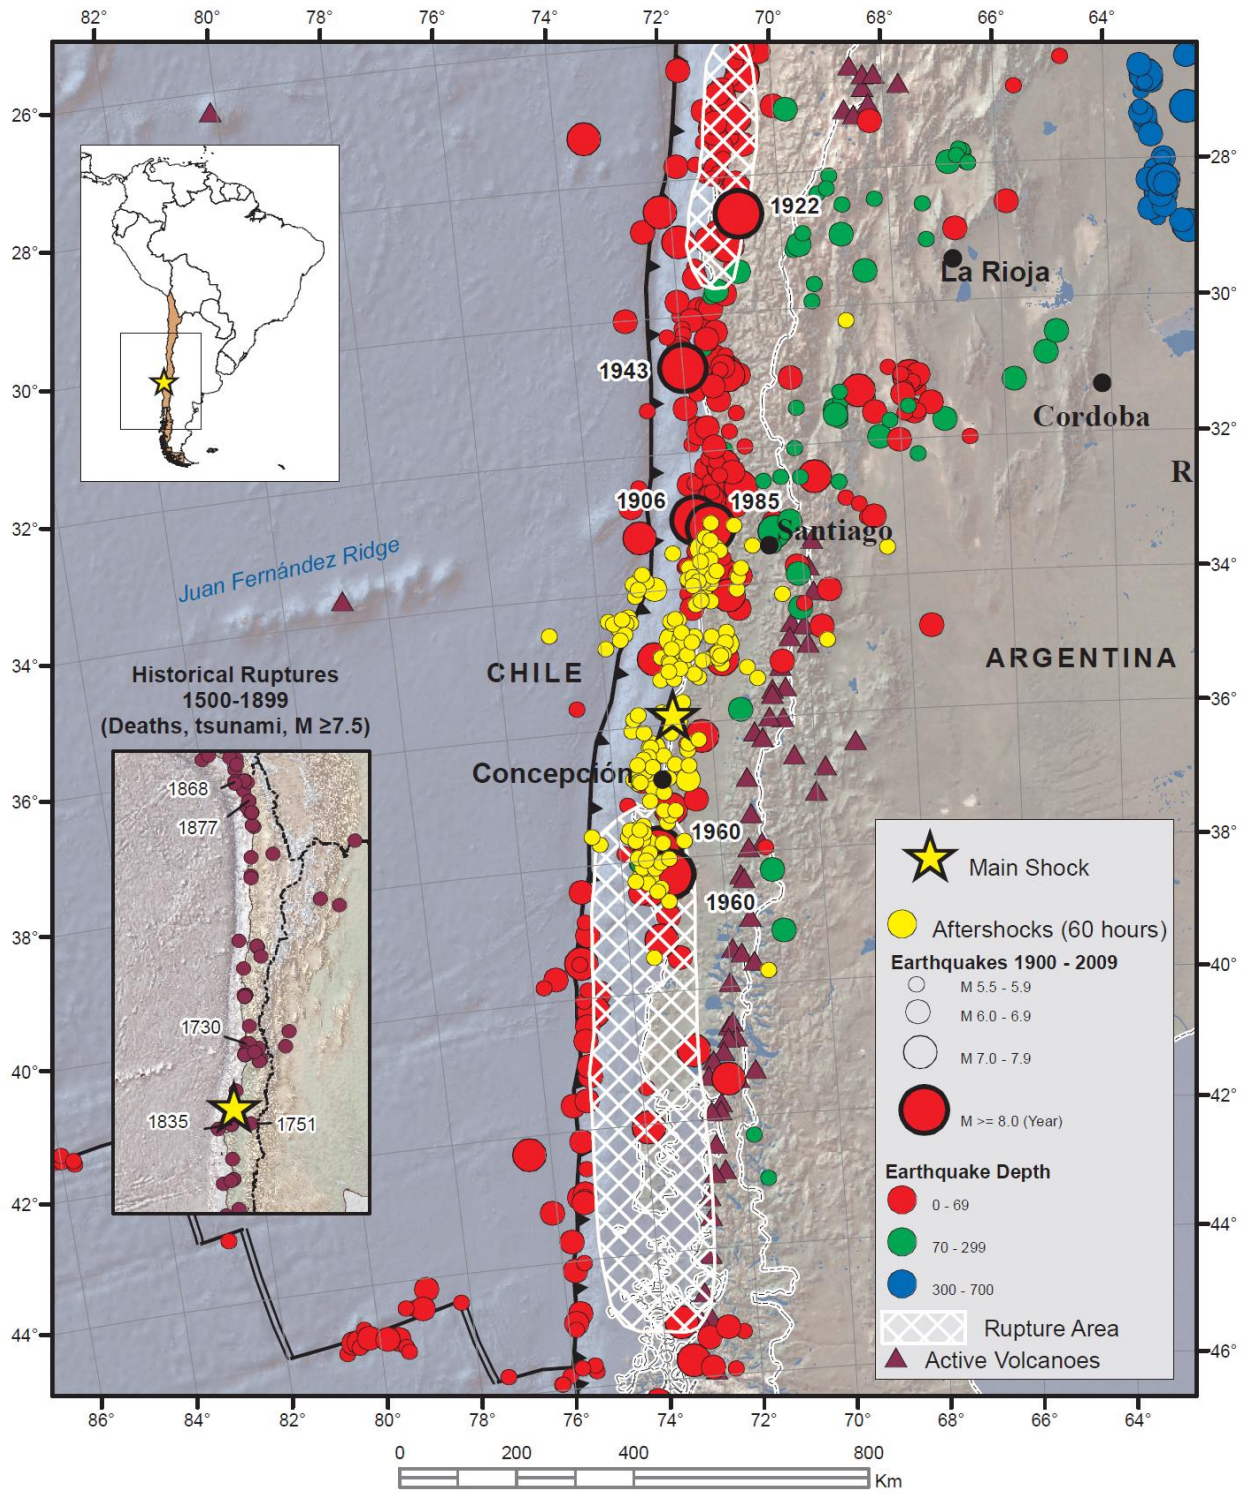 82°
80°
78°
76°
74°
72°
70°
68°
66°
64°
26°
28°
30°
32°
34°
36°
38°
40°
42°
44°
28°
30°
32°
34°
36°
38°
40°
42°
44°
46°
1922
La Rioja
1943
Cordoba
R
1906
1985
Santiago
Juan Fernández Ridge
CHILE
ARGENTINA
Historical Ruptures
1500-1899
(Deaths, tsunami, M ≥7.5)
Concepción
1960
1960
1868
1877
1730
1835
1751
Main Shock
Aftershocks (60 hours)
Earthquakes 1900 - 2009
M 5.5 - 5.9
M 6.0 - 6.9
M 7.0 - 7.9
M >= 8.0 (Year)
Earthquake Depth
0 - 69
70 - 299
300 - 700
Rupture Area
Active Volcanoes
86°
84°
82°
80°
78°
76°
74°
72°
70°
68°
66°
64°
0
200
400
800
Km